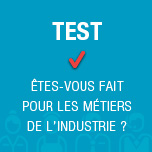 TEST
ÊTES-VOUS FAIT
POUR LES MÉTIERS
DE L'INDUSTRIE ?